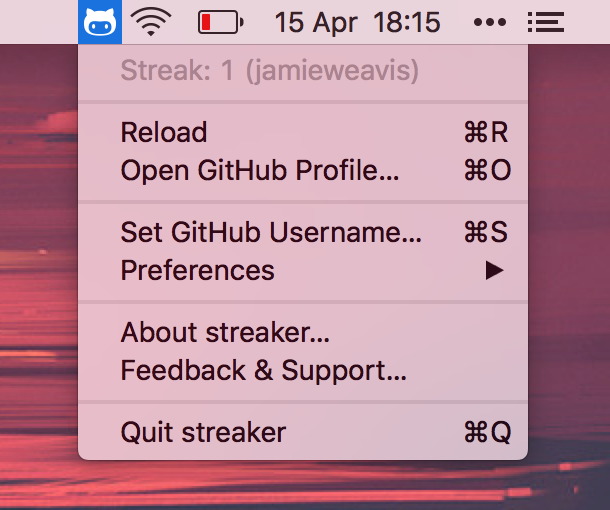 15 Apr 18:15
Streak: 1 (jamieweavis)
Reload ⌘R
Open GitHub Profile... ⌘O
Set GitHub Username... ⌘S
Preferences
About streaker...
Feedback & Support...
Quit streaker ⌘Q